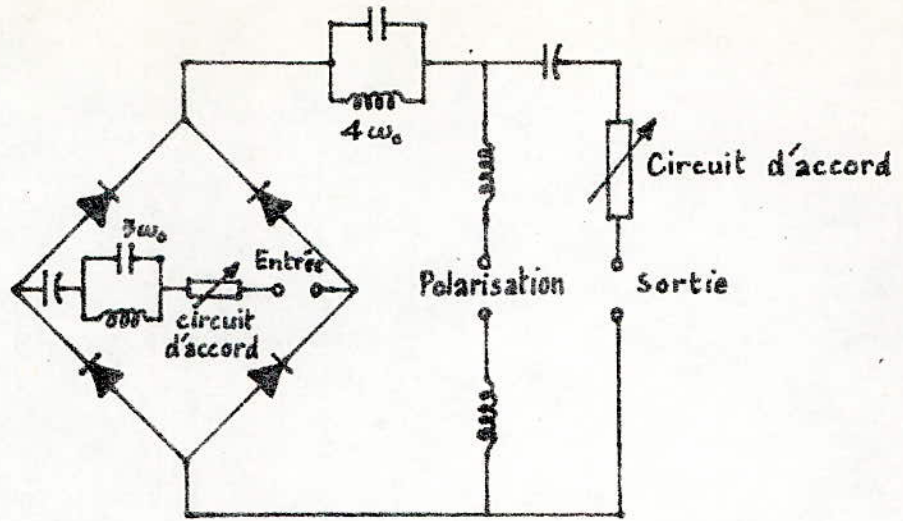 4ω₀
Circuit d'accord
3ω₀
Entrée
circuit
d'accord
Polarisation
Sortie